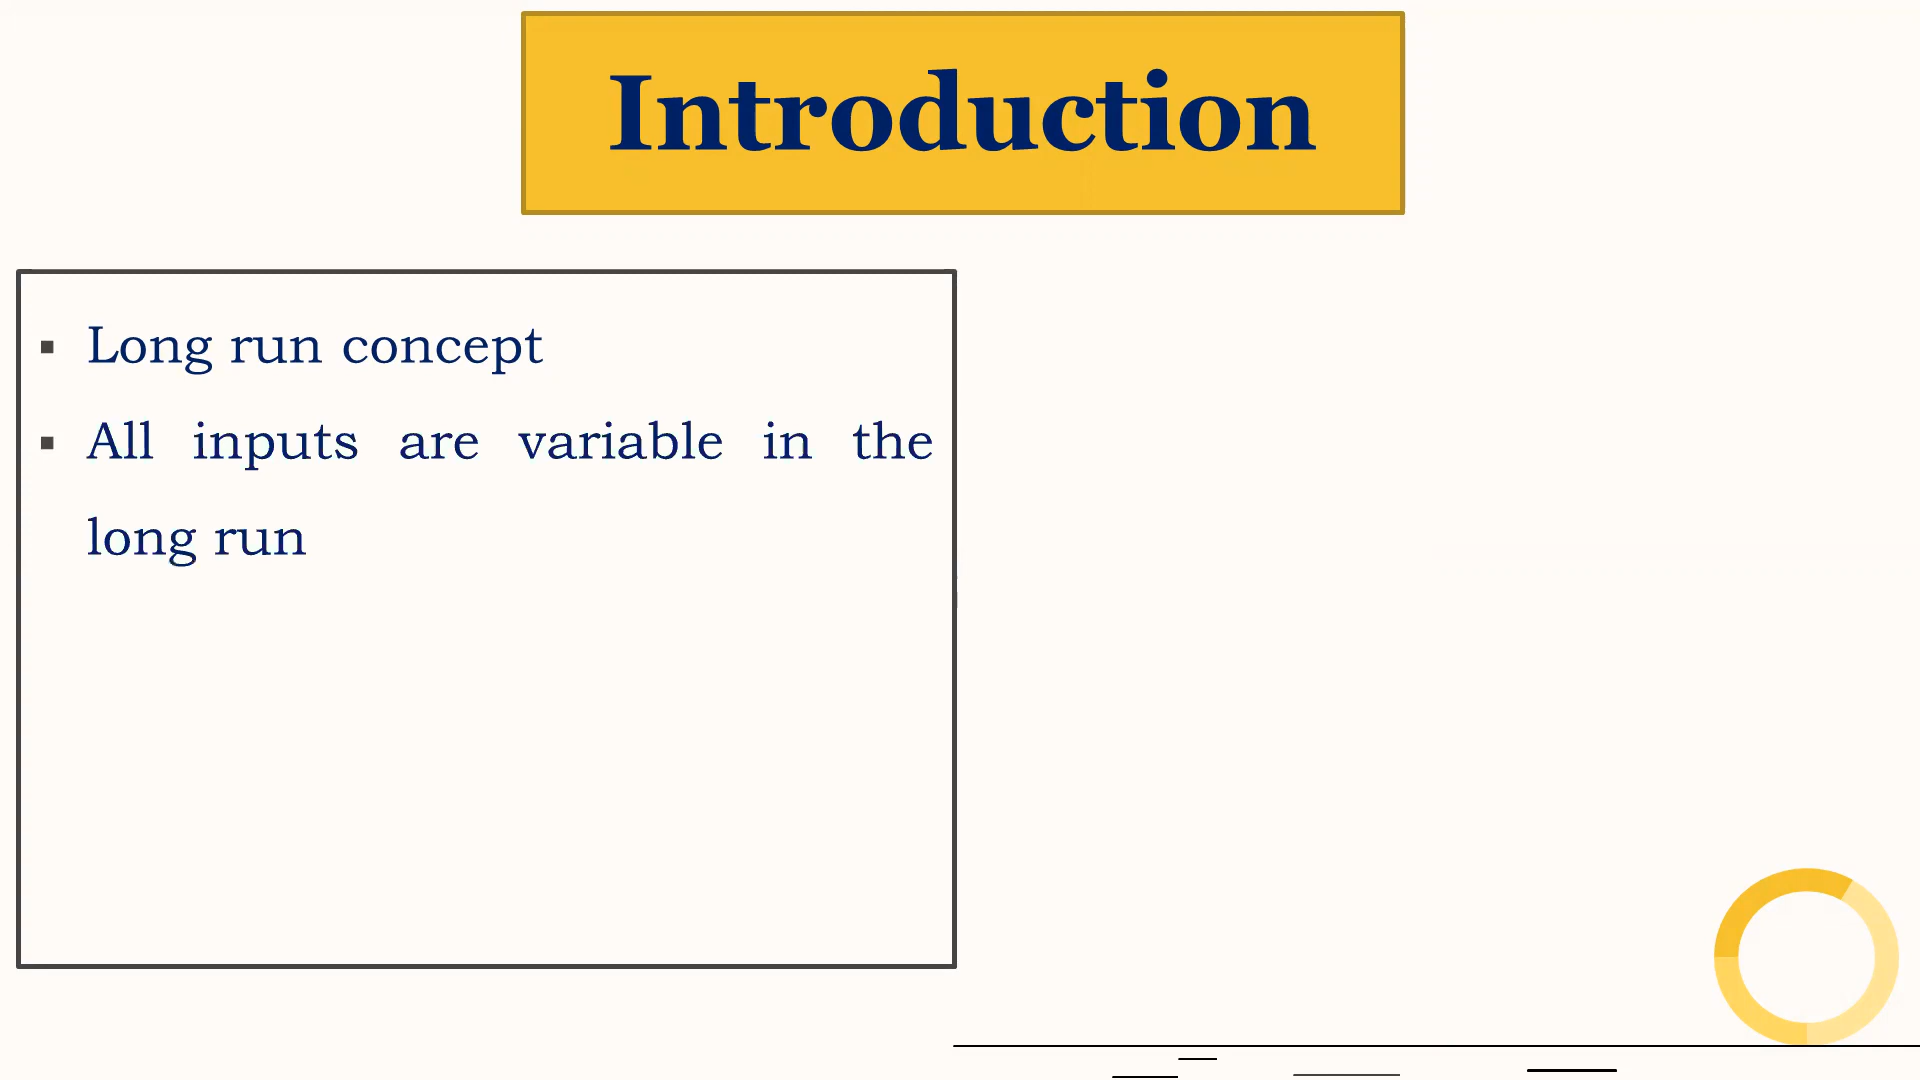 Introduction
▪ Long run concept
▪ All inputs are variable in the
long run